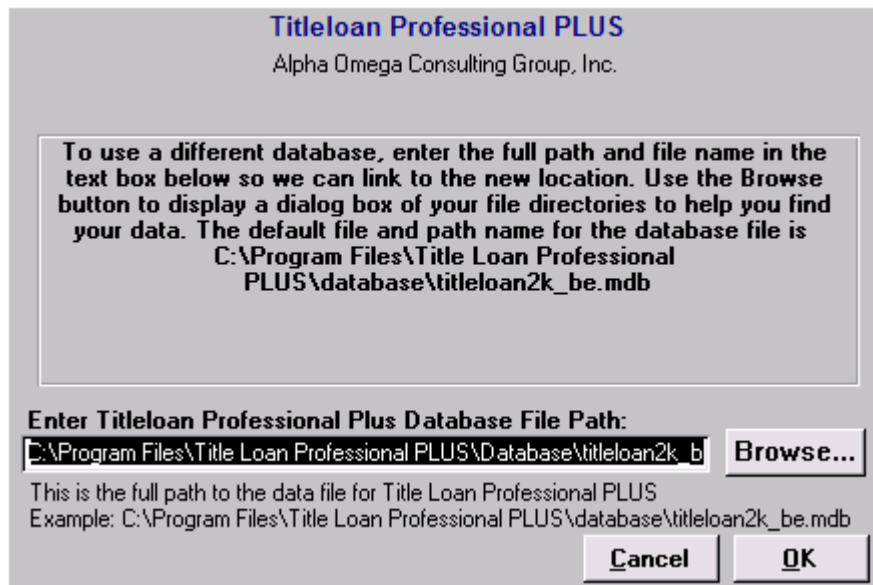 Titleloan Professional PLUS
Alpha Omega Consulting Group, Inc.
To use a different database, enter the full path and file name in the
text box below so we can link to the new location. Use the Browse
button to display a dialog box of your file directories to help you find
your data. The default file and path name for the database file is
C:\Program Files\Title Loan Professional
PLUS\database\titleloan2k_be.mdb
Enter Titleloan Professional Plus Database File Path:
C:\Program Files\Title Loan Professional PLUS\Database\titleloan2k_b
Browse...
This is the full path to the data file for Title Loan Professional PLUS
Example: C:\Program Files\Title Loan Professional PLUS\database\titleloan2k_be.mdb
Cancel
OK